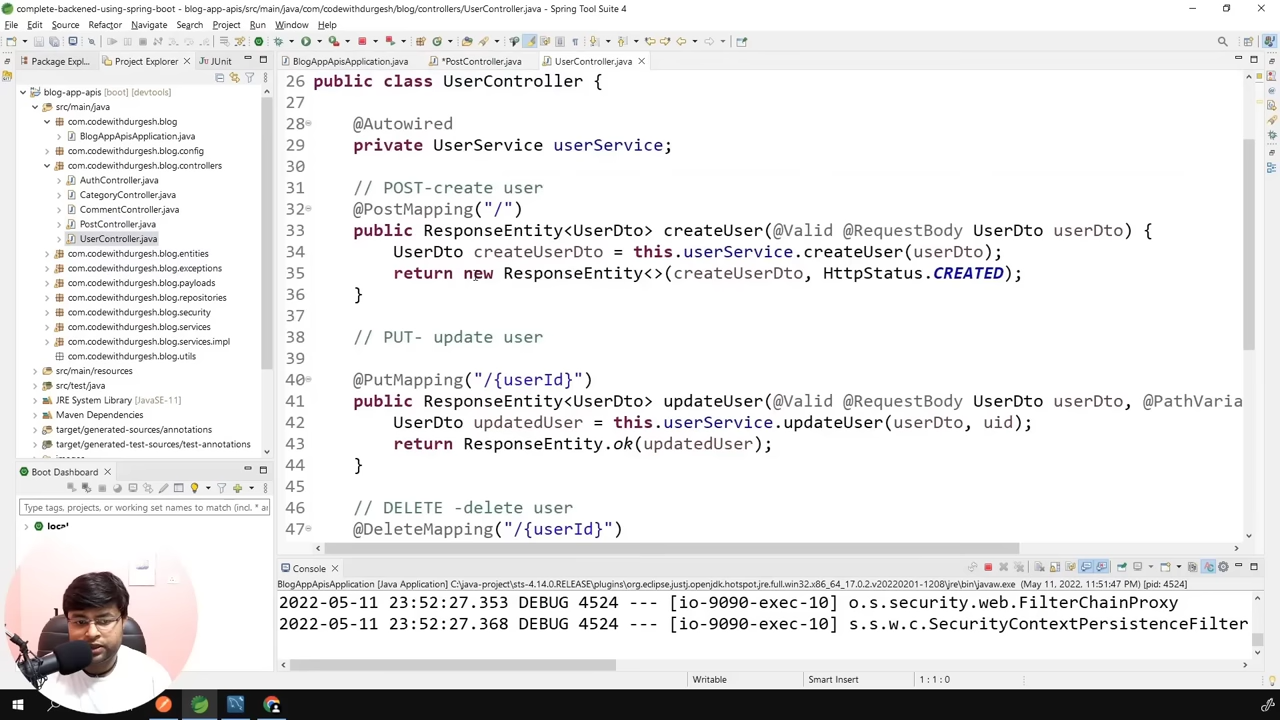 complete-backened-using-spring-boot - blog-app-apis/src/main/java/com/codewithdurgesh/blog/controllers/UserController.java - Spring Tool Suite 4
File Edit Source Refactor Navigate Search Project Run Window Help
Package Expl... Project Explorer JUnit
BlogAppApisApplication.java *PostController.java UserController.java
blog-app-apis [boot] [devtools]
src/main/java
com.codewithdurgesh.blog
BlogAppApisApplication.java
com.codewithdurgesh.blog.config
com.codewithdurgesh.blog.controllers
AuthController.java
CategoryController.java
CommentController.java
PostController.java
UserController.java
com.codewithdurgesh.blog.entities
com.codewithdurgesh.blog.exceptions
com.codewithdurgesh.blog.payloads
com.codewithdurgesh.blog.repositories
com.codewithdurgesh.blog.security
com.codewithdurgesh.blog.services
com.codewithdurgesh.blog.services.impl
com.codewithdurgesh.blog.utils
src/main/resources
src/test/java
JRE System Library [JavaSE-11]
Maven Dependencies
target/generated-sources/annotations
target/generated-test-sources/test-annotations
26 public class UserController {
27
28 @Autowired
29 private UserService userService;
30
31 // POST-create user
32 @PostMapping("/")
33 public ResponseEntity<UserDto> createUser(@Valid @RequestBody UserDto userDto) {
34 UserDto createUserDto = this.userService.createUser(userDto);
35 return new ResponseEntity<>(createUserDto, HttpStatus.CREATED);
36 }
37
38 // PUT- update user
39
40 @PutMapping("/{userId}")
41 public ResponseEntity<UserDto> updateUser(@Valid @RequestBody UserDto userDto, @PathVaria
42 UserDto updatedUser = this.userService.updateUser(userDto, uid);
43 return ResponseEntity.ok(updatedUser);
44 }
45
46 // DELETE -delete user
47 @DeleteMapping("/{userId}")
Boot Dashboard
Type tags, projects, or working set names to match (incl. * an
local
Console
BlogAppApisApplication [Java Application] C:\java-project\sts-4.14.0.RELEASE\plugins\org.eclipse.justj.openjdk.hotspot.jre.full.win32.x86_64_17.0.2.v20220201-1208\jre\bin\javaw.exe (May 11, 2022, 11:51:47 PM) [pid: 4524]
2022-05-11 23:52:27.353 DEBUG 4524 --- [io-9090-exec-10] o.s.security.web.FilterChainProxy
2022-05-11 23:52:27.368 DEBUG 4524 --- [io-9090-exec-10] s.s.w.c.SecurityContextPersistenceFilter
Writable Smart Insert 1 : 1 : 0